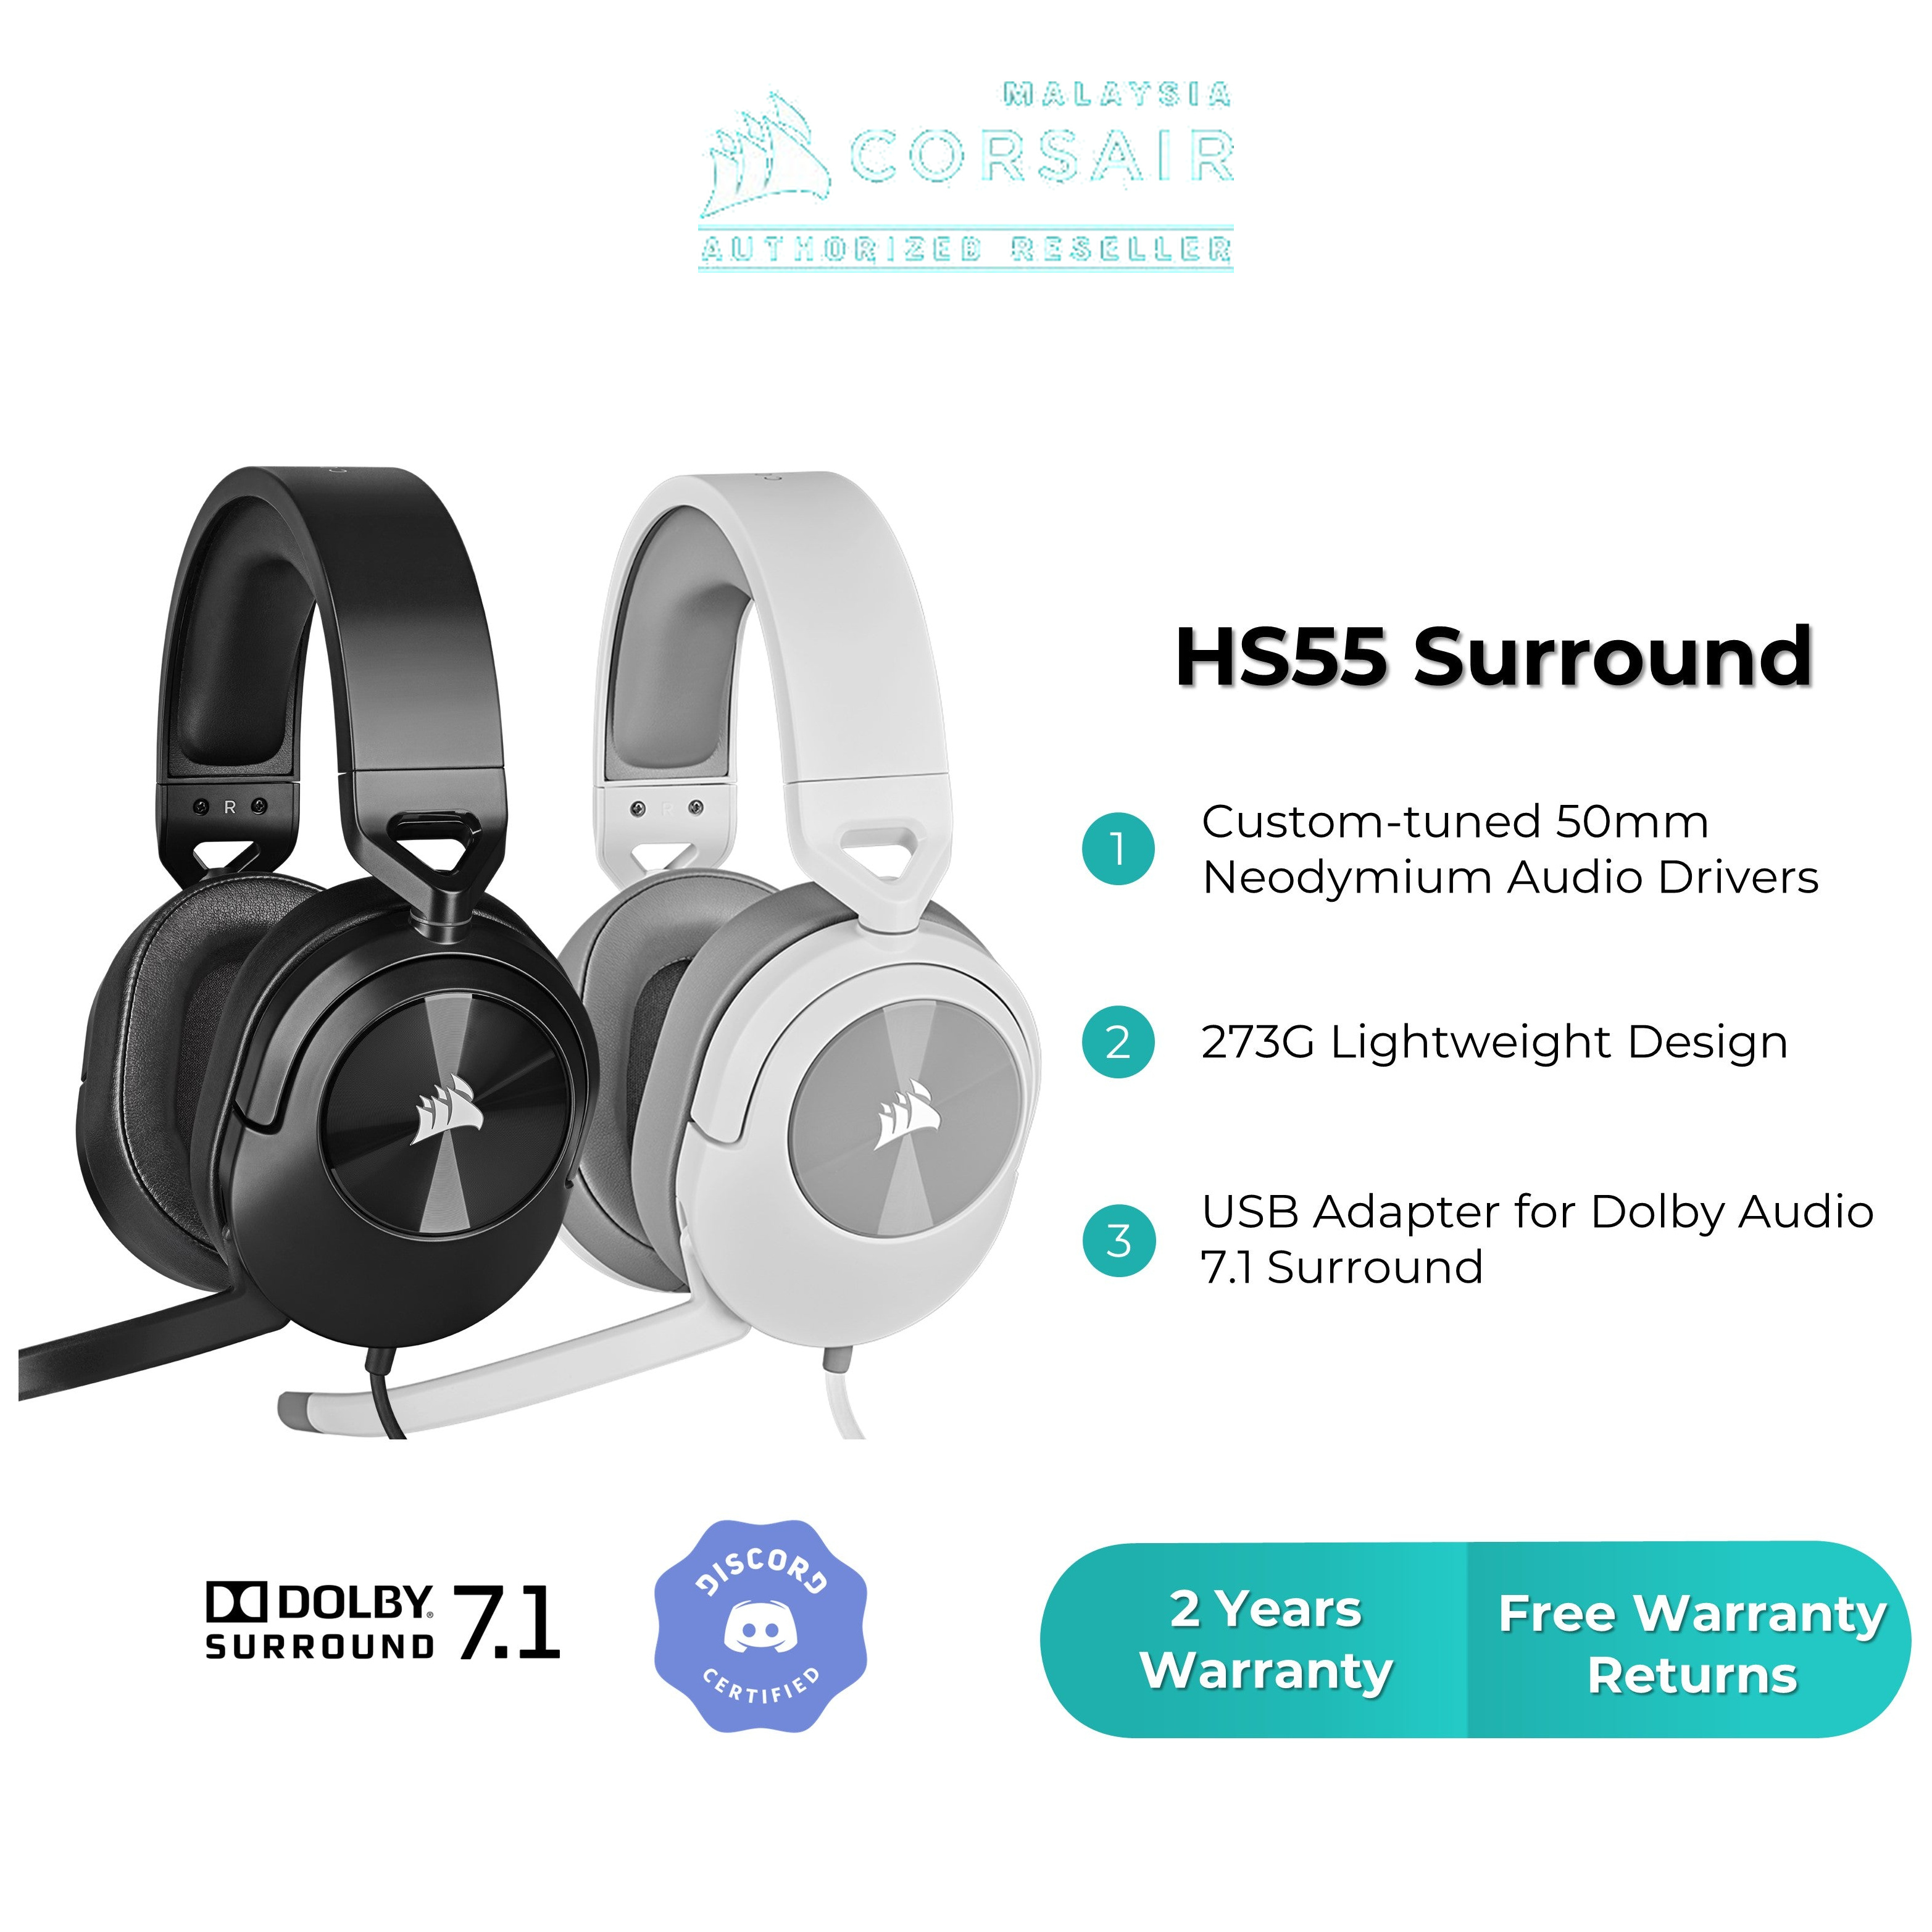 MALAYSIA
CORSAIR
AUTHORIZED RESELLER
HS55 Surround
1
Custom-tuned 50mm
Neodymium Audio Drivers
2
273G Lightweight Design
3
USB Adapter for Dolby Audio
7.1 Surround
R
R
DOLBY
SURROUND 7.1
DISCORD
CERTIFIED
2 Years
Warranty
Free Warranty
Returns